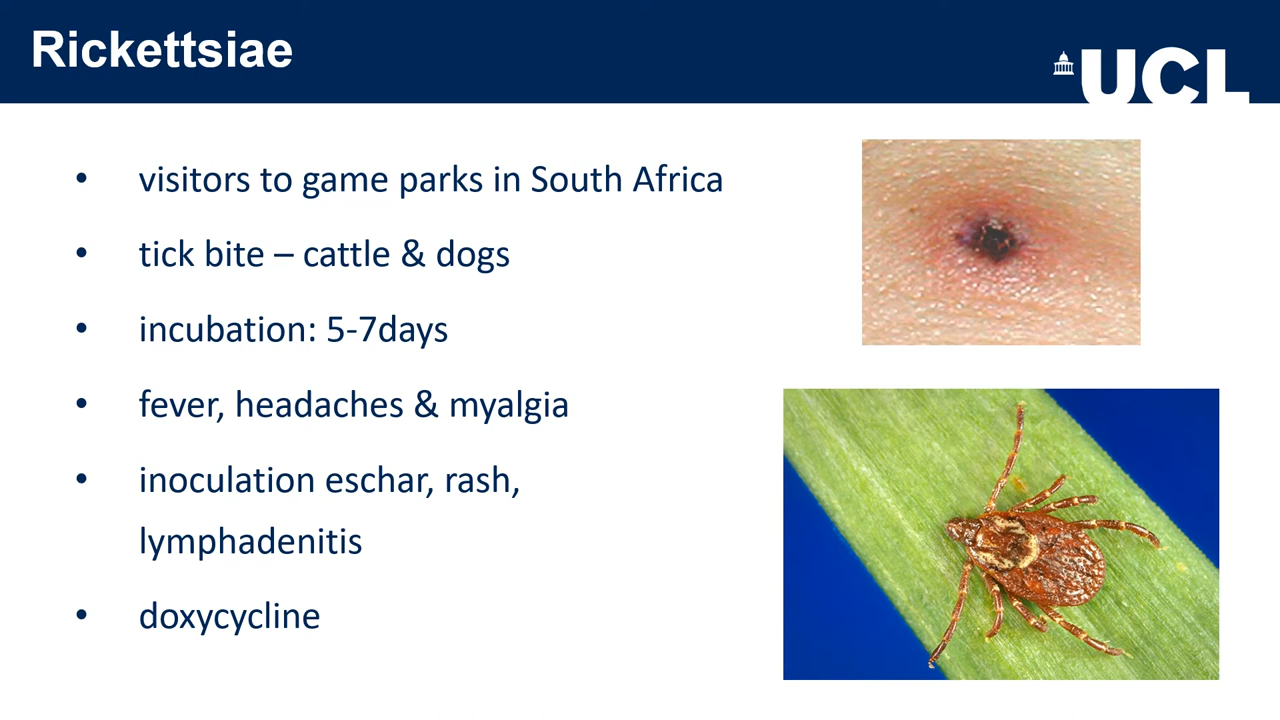 Rickettsiae
UCL
• visitors to game parks in South Africa
• tick bite – cattle & dogs
• incubation: 5-7days
• fever, headaches & myalgia
• inoculation eschar, rash,
lymphadenitis
• doxycycline